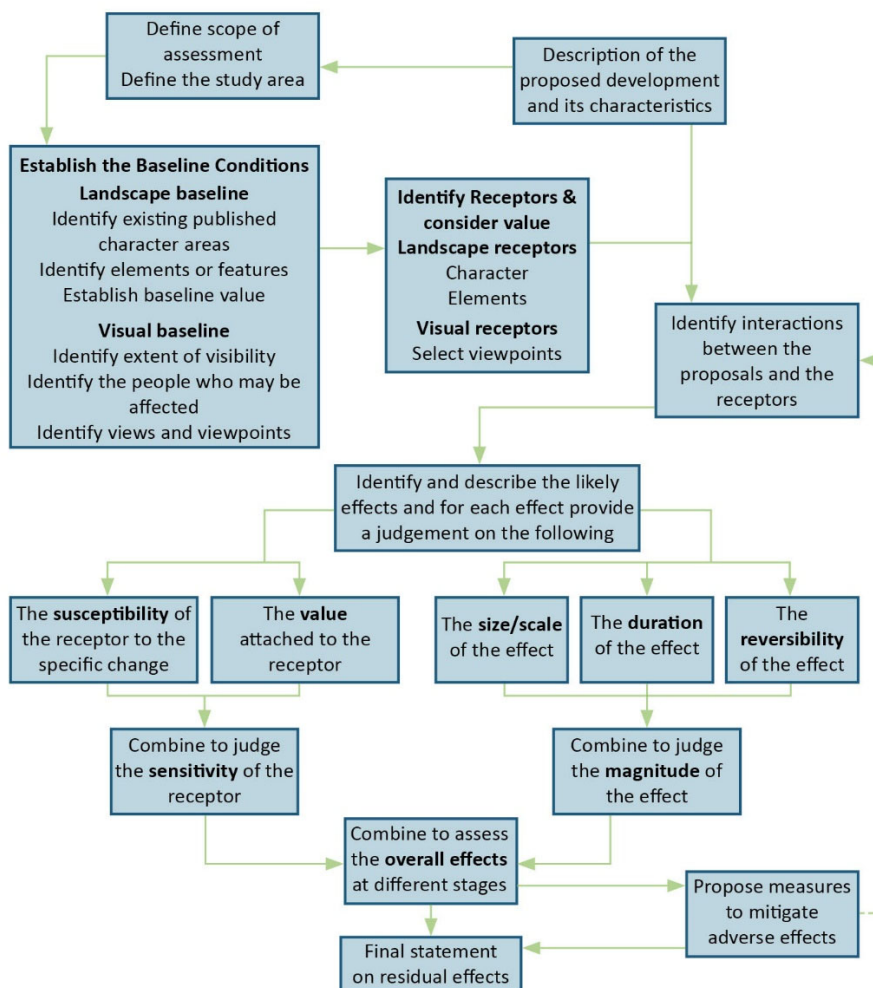 Define scope of
assessment
Define the study area
Description of the
proposed development
and its characteristics
Establish the Baseline Conditions
Landscape baseline
Identify existing published
character areas
Identify elements or features
Establish baseline value
Visual baseline
Identify extent of visibility
Identify the people who may be
affected
Identify views and viewpoints
Identify Receptors &
consider value
Landscape receptors
Character
Elements
Visual receptors
Select viewpoints
Identify interactions
between the
proposals and the
receptors
Identify and describe the likely
effects and for each effect provide
a judgement on the following
The susceptibility of
the receptor to the
specific change
The value
attached to the
receptor
The size/scale
of the effect
The duration
of the effect
The
reversibility
of the effect
Combine to judge
the sensitivity of the
receptor
Combine to judge
the magnitude of
the effect
Combine to assess
the overall effects
at different stages
Propose measures
to mitigate
adverse effects
Final statement
on residual effects